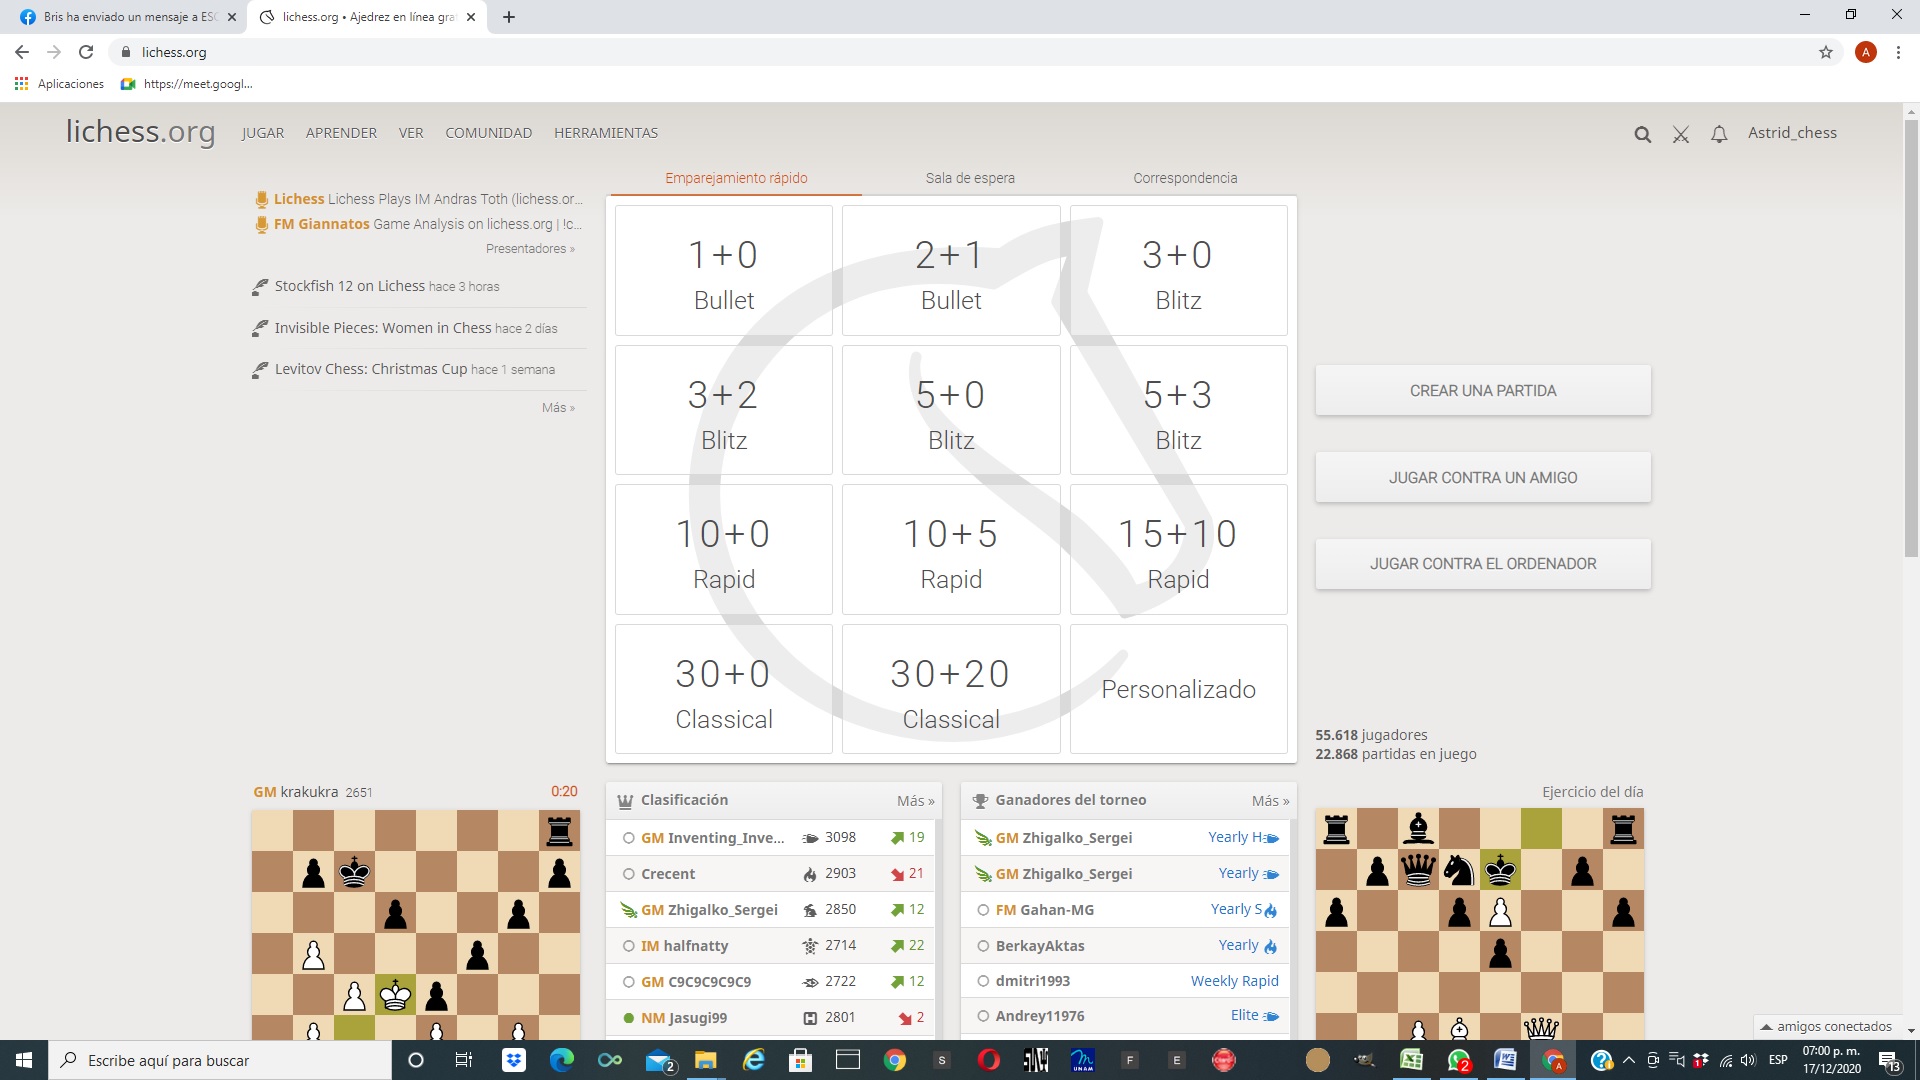 Bris ha enviado un mensaje a ESC
lichess.org • Ajedrez en línea gra
lichess.org
A
Aplicaciones
https://meet.googl...
lichess.org
JUGAR
APRENDER
VER
COMUNIDAD
HERRAMIENTAS
Astrid_chess
Lichess Lichess Plays IM Andras Toth (lichess.or...
FM Giannatos Game Analysis on lichess.org | !c...
Presentadores »
Stockfish 12 on Lichess hace 3 horas
Invisible Pieces: Women in Chess hace 2 días
Levitov Chess: Christmas Cup hace 1 semana
Más »
Emparejamiento rápido
Sala de espera
Correspondencia
1+0
Bullet
2+1
Bullet
3+0
Blitz
3+2
Blitz
5+0
Blitz
5+3
Blitz
10+0
Rapid
10+5
Rapid
15+10
Rapid
30+0
Classical
30+20
Classical
Personalizado
CREAR UNA PARTIDA
JUGAR CONTRA UN AMIGO
JUGAR CONTRA EL ORDENADOR
55.618 jugadores
22.868 partidas en juego
GM krakukra 2651
0:20
Clasificación
Más »
GM Inventing_Inve... 3098 19
Crecent 2903 21
GM Zhigalko_Sergei 2850 12
IM halfnatty 2714 22
GM C9C9C9C9C9 2722 12
NM Jasugi99 2801 2
Ganadores del torneo
Más »
GM Zhigalko_Sergei Yearly H
GM Zhigalko_Sergei Yearly
FM Gahan-MG Yearly S
BerkayAktas Yearly
dmitri1993 Weekly Rapid
Andrey11976 Elite
Ejercicio del día
amigos conectados
Escribe aquí para buscar
2
S
UNAM
F
E
2
A
ESP
07:00 p. m.
17/12/2020
13